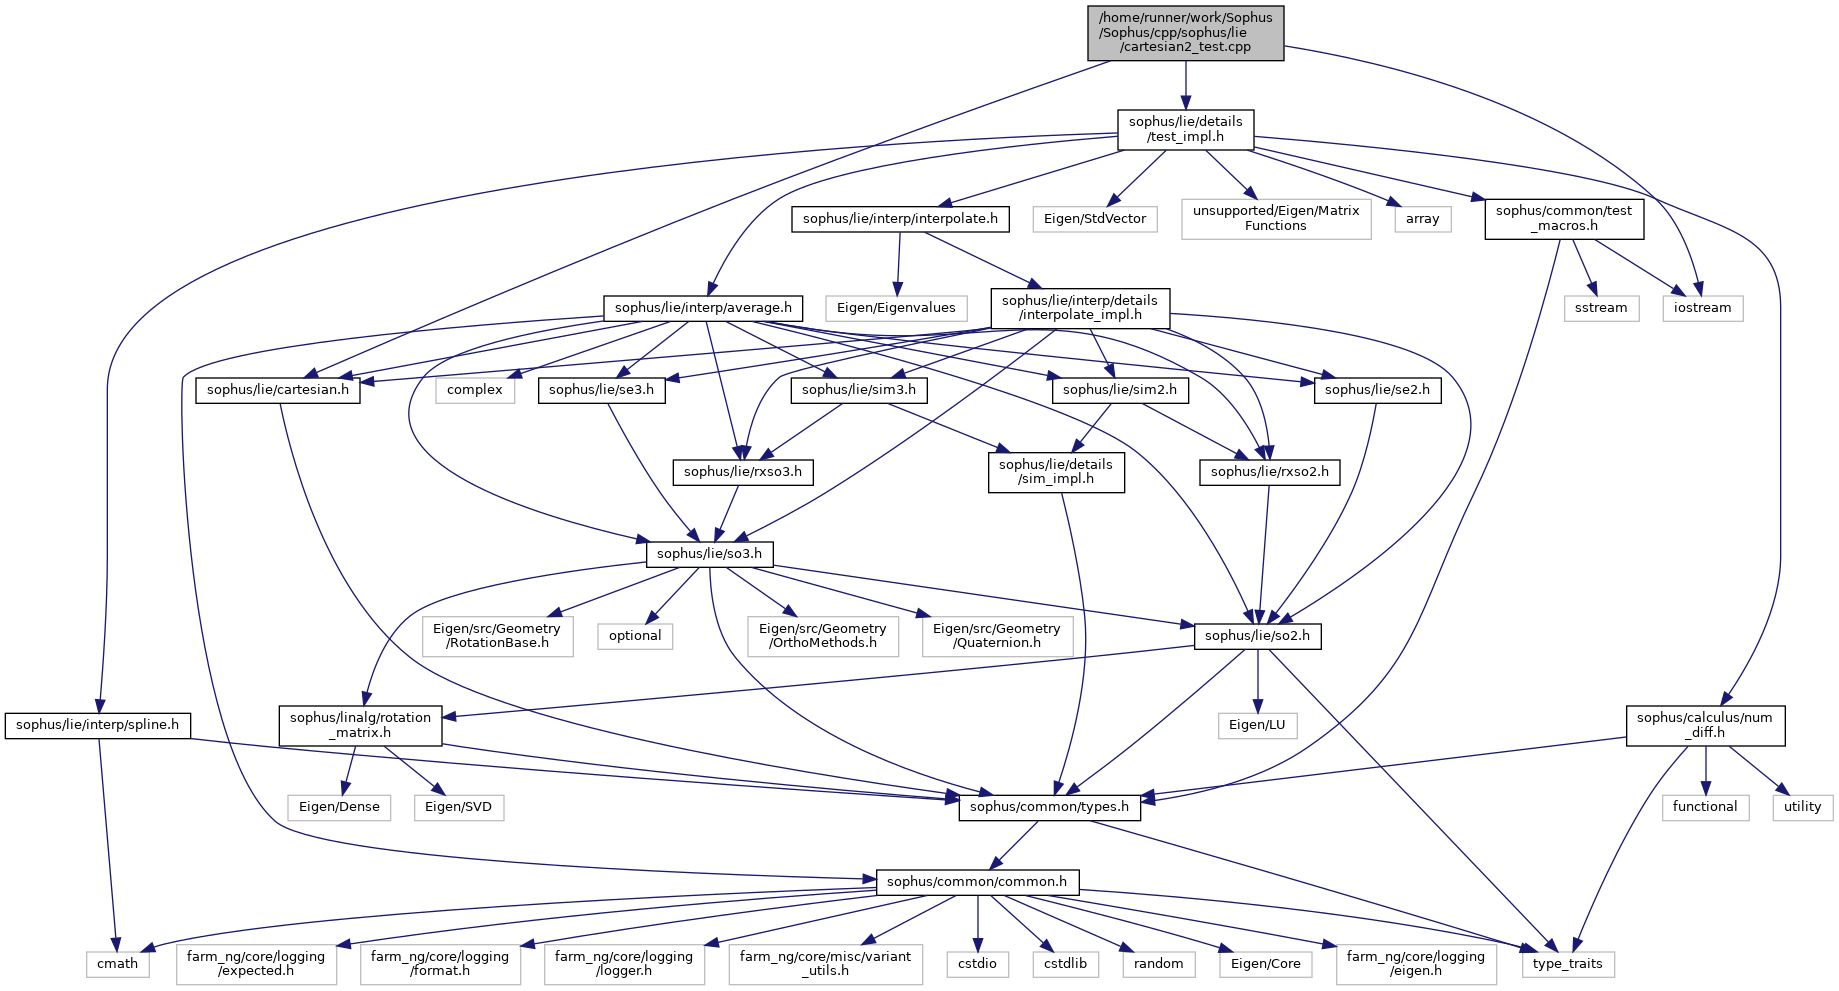 /home/runner/work/Sophus
/Sophus/cpp/sophus/lie
/cartesian2_test.cpp
sophus/lie/details
/test_impl.h
sophus/lie/interp/interpolate.h
Eigen/StdVector
unsupported/Eigen/Matrix
Functions
array
sophus/common/test
_macros.h
sophus/lie/interp/average.h
Eigen/Eigenvalues
sophus/lie/interp/details
/interpolate_impl.h
sstream
iostream
sophus/lie/cartesian.h
complex
sophus/lie/se3.h
sophus/lie/sim3.h
sophus/lie/sim2.h
sophus/lie/se2.h
sophus/lie/rxso3.h
sophus/lie/details
/sim_impl.h
sophus/lie/rxso2.h
sophus/lie/so3.h
Eigen/src/Geometry
/RotationBase.h
optional
Eigen/src/Geometry
/OrthoMethods.h
Eigen/src/Geometry
/Quaternion.h
sophus/lie/so2.h
sophus/lie/interp/spline.h
sophus/linalg/rotation
_matrix.h
Eigen/LU
sophus/calculus/num
_diff.h
Eigen/Dense
Eigen/SVD
sophus/common/types.h
functional
utility
sophus/common/common.h
cmath
farm_ng/core/logging
/expected.h
farm_ng/core/logging
/format.h
farm_ng/core/logging
/logger.h
farm_ng/core/misc/variant
_utils.h
cstdio
cstdlib
random
Eigen/Core
farm_ng/core/logging
/eigen.h
type_traits